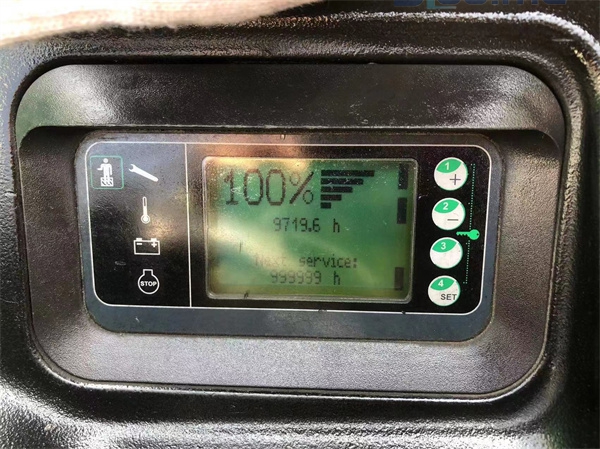 100%
9719.6 h
Next service:
999999 h
STOP
1
+
2
−
3
4
SET